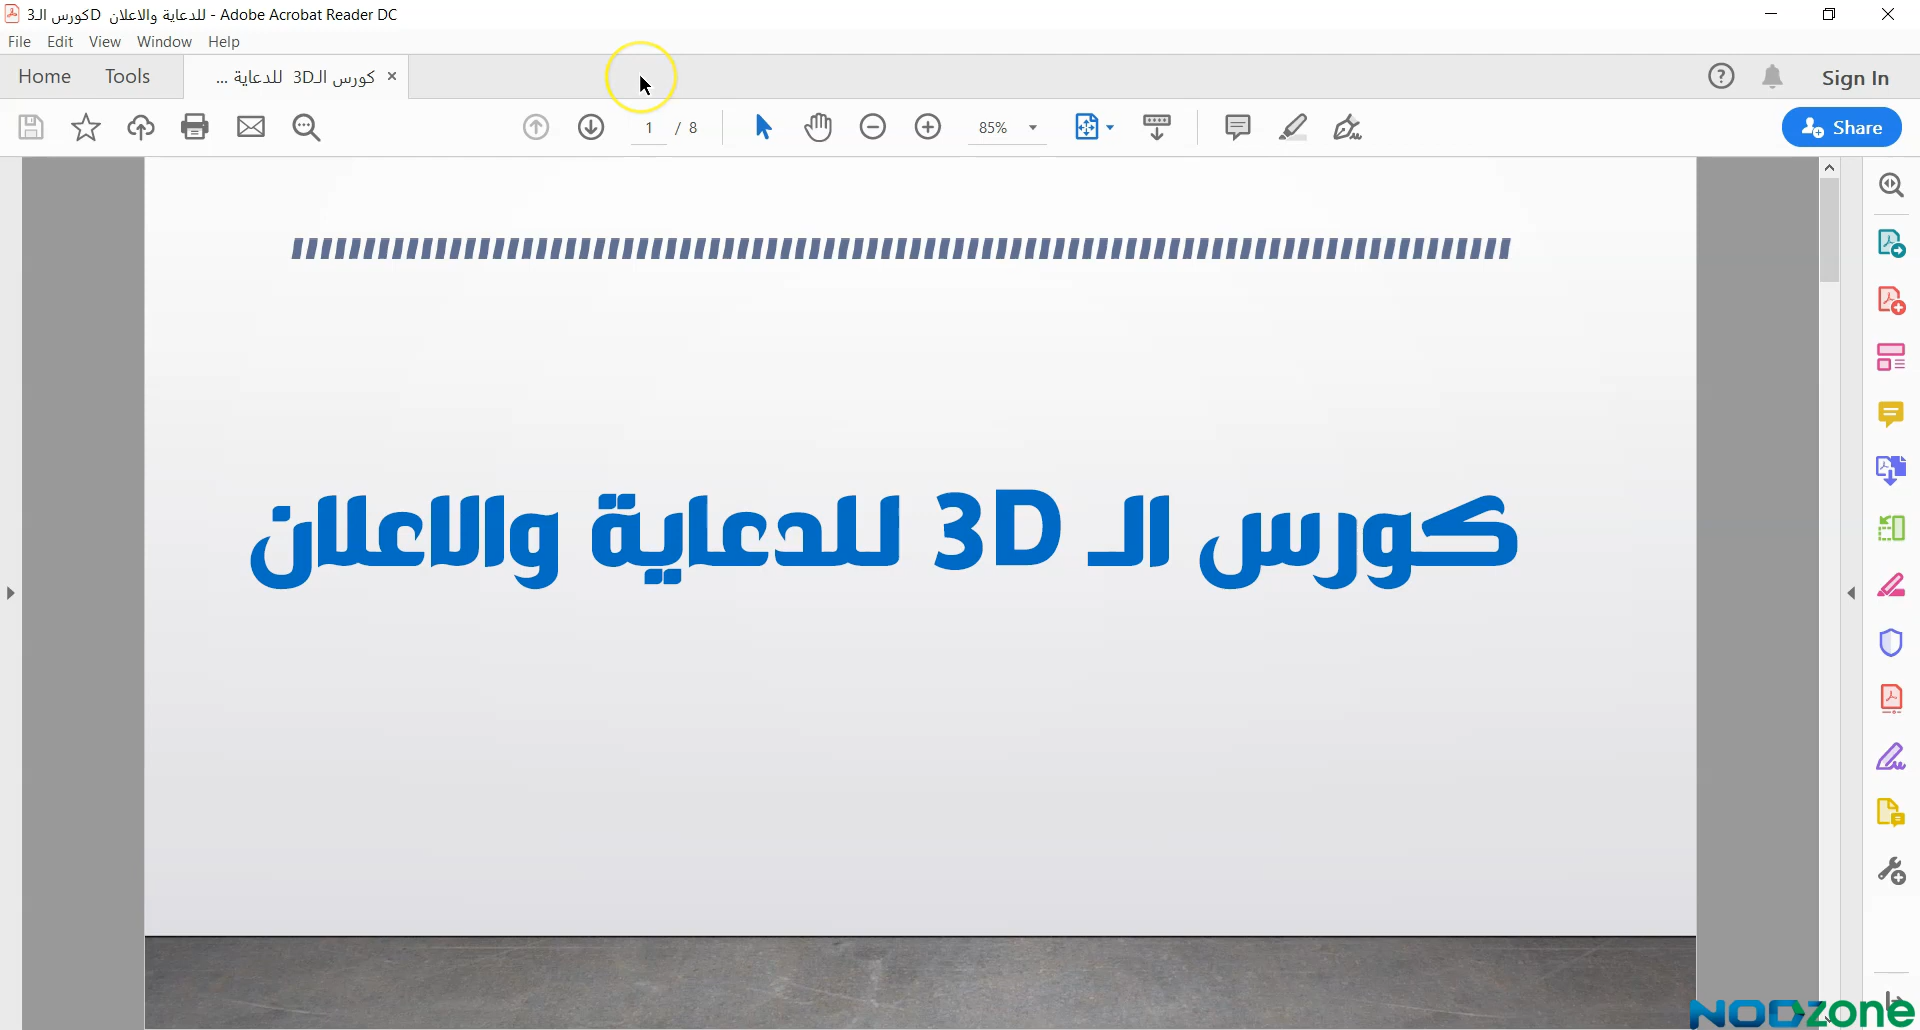 كورس الـ3D للدعاية والاعلان - Adobe Acrobat Reader DC
File Edit View Window Help
Home Tools كورس الـ3D للدعاية ... × Sign In
1 / 8 85% Share
كورس الـ 3D للدعاية والاعلان
NODzone